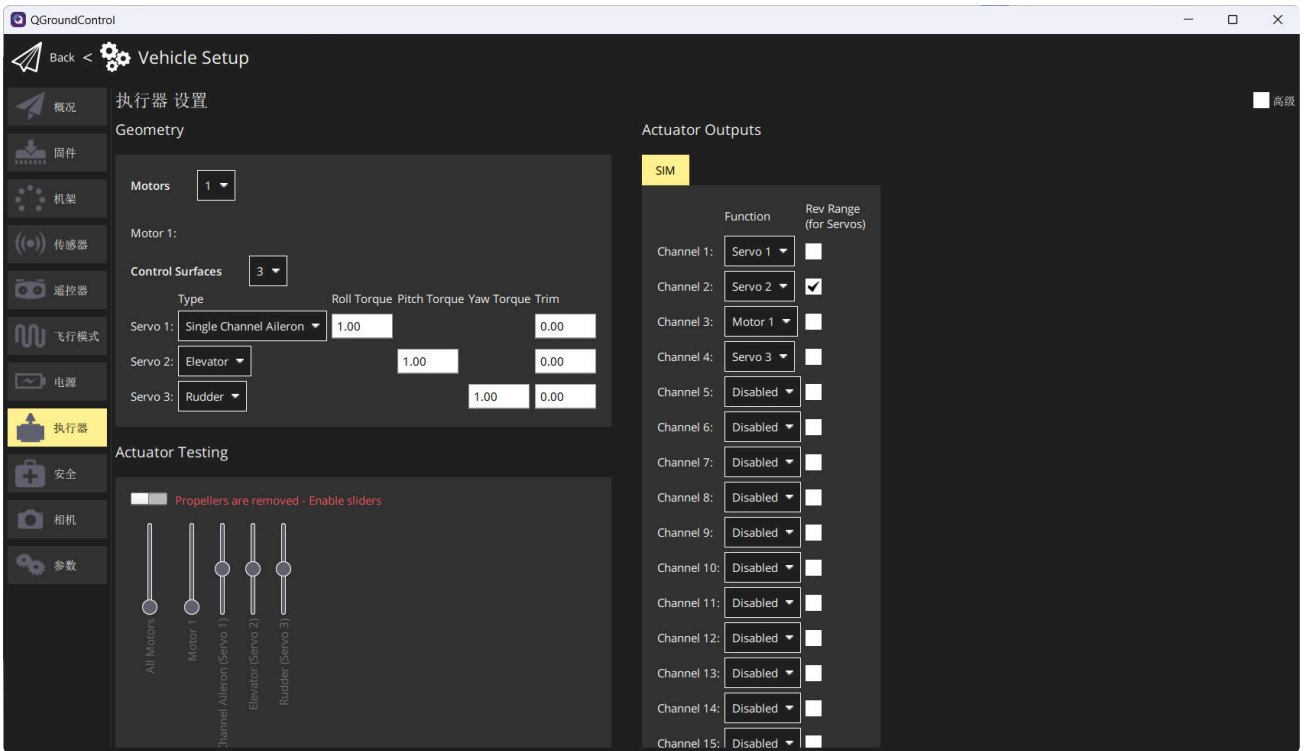 QGroundControl
Back < Vehicle Setup
概况
固件
机架
传感器
遥控器
飞行模式
电源
执行器
安全
相机
参数
执行器 设置
高级
Geometry
Motors 1
Motor 1:
Control Surfaces 3
Type Roll Torque Pitch Torque Yaw Torque Trim
Servo 1: Single Channel Aileron 1.00 0.00
Servo 2: Elevator 1.00 0.00
Servo 3: Rudder 1.00 0.00
Actuator Testing
Propellers are removed - Enable sliders
All Motors
Motor 1
Channel Aileron (Servo 1)
Elevator (Servo 2)
Rudder (Servo 3)
Actuator Outputs
SIM
Function Rev Range
(for Servos)
Channel 1: Servo 1
Channel 2: Servo 2
Channel 3: Motor 1
Channel 4: Servo 3
Channel 5: Disabled
Channel 6: Disabled
Channel 7: Disabled
Channel 8: Disabled
Channel 9: Disabled
Channel 10: Disabled
Channel 11: Disabled
Channel 12: Disabled
Channel 13: Disabled
Channel 14: Disabled
Channel 15: Disabled